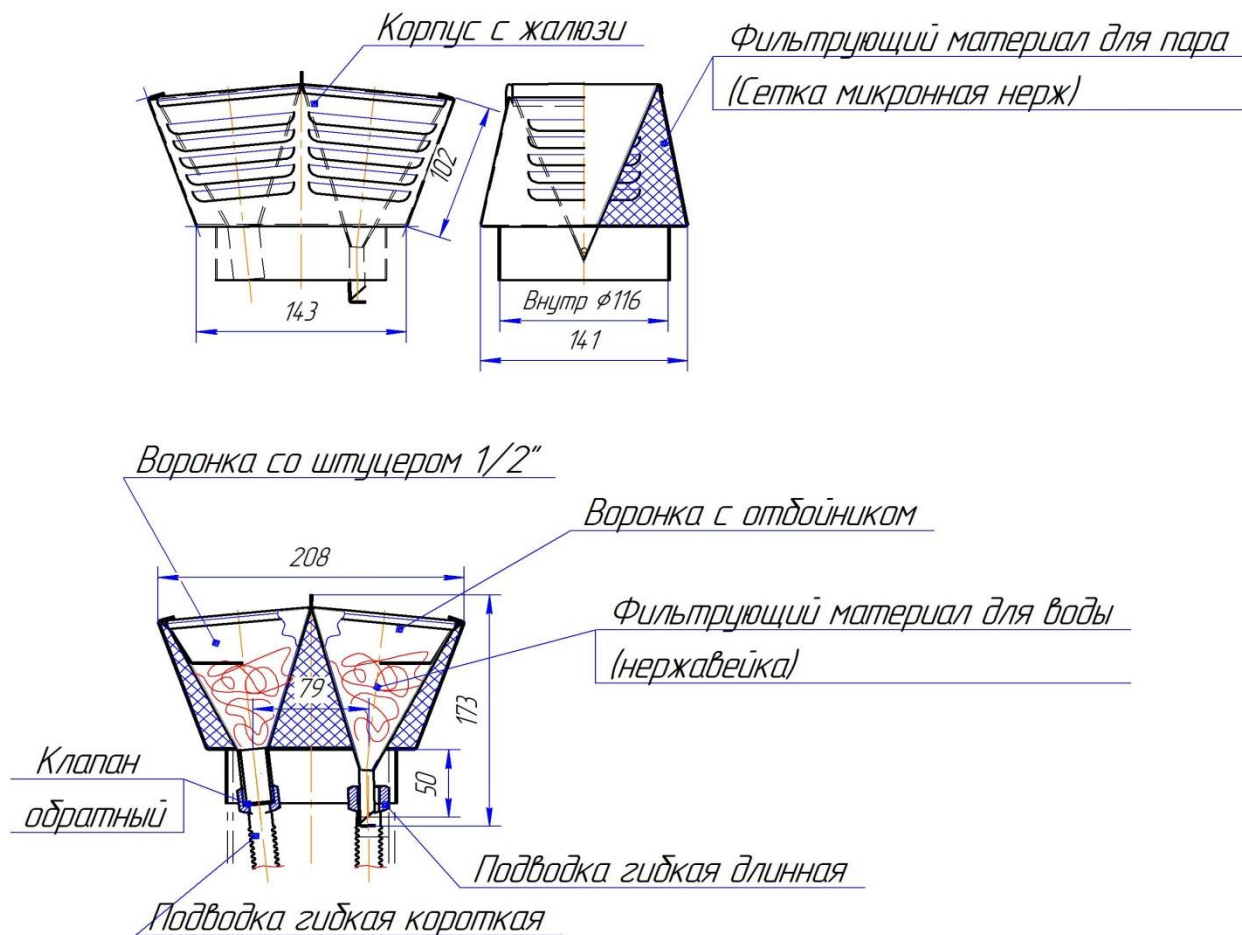 Корпус с жалюзи
Фильтрующий материал для пара
(Сетка микронная нерж)
102
143
Внутр ϕ116
141
Воронка со штуцером 1/2"
Воронка с отбойником
208
Фильтрующий материал для воды
(нержавейка)
79
173
50
Клапан
обратный
Подводка гибкая длинная
Подводка гибкая короткая